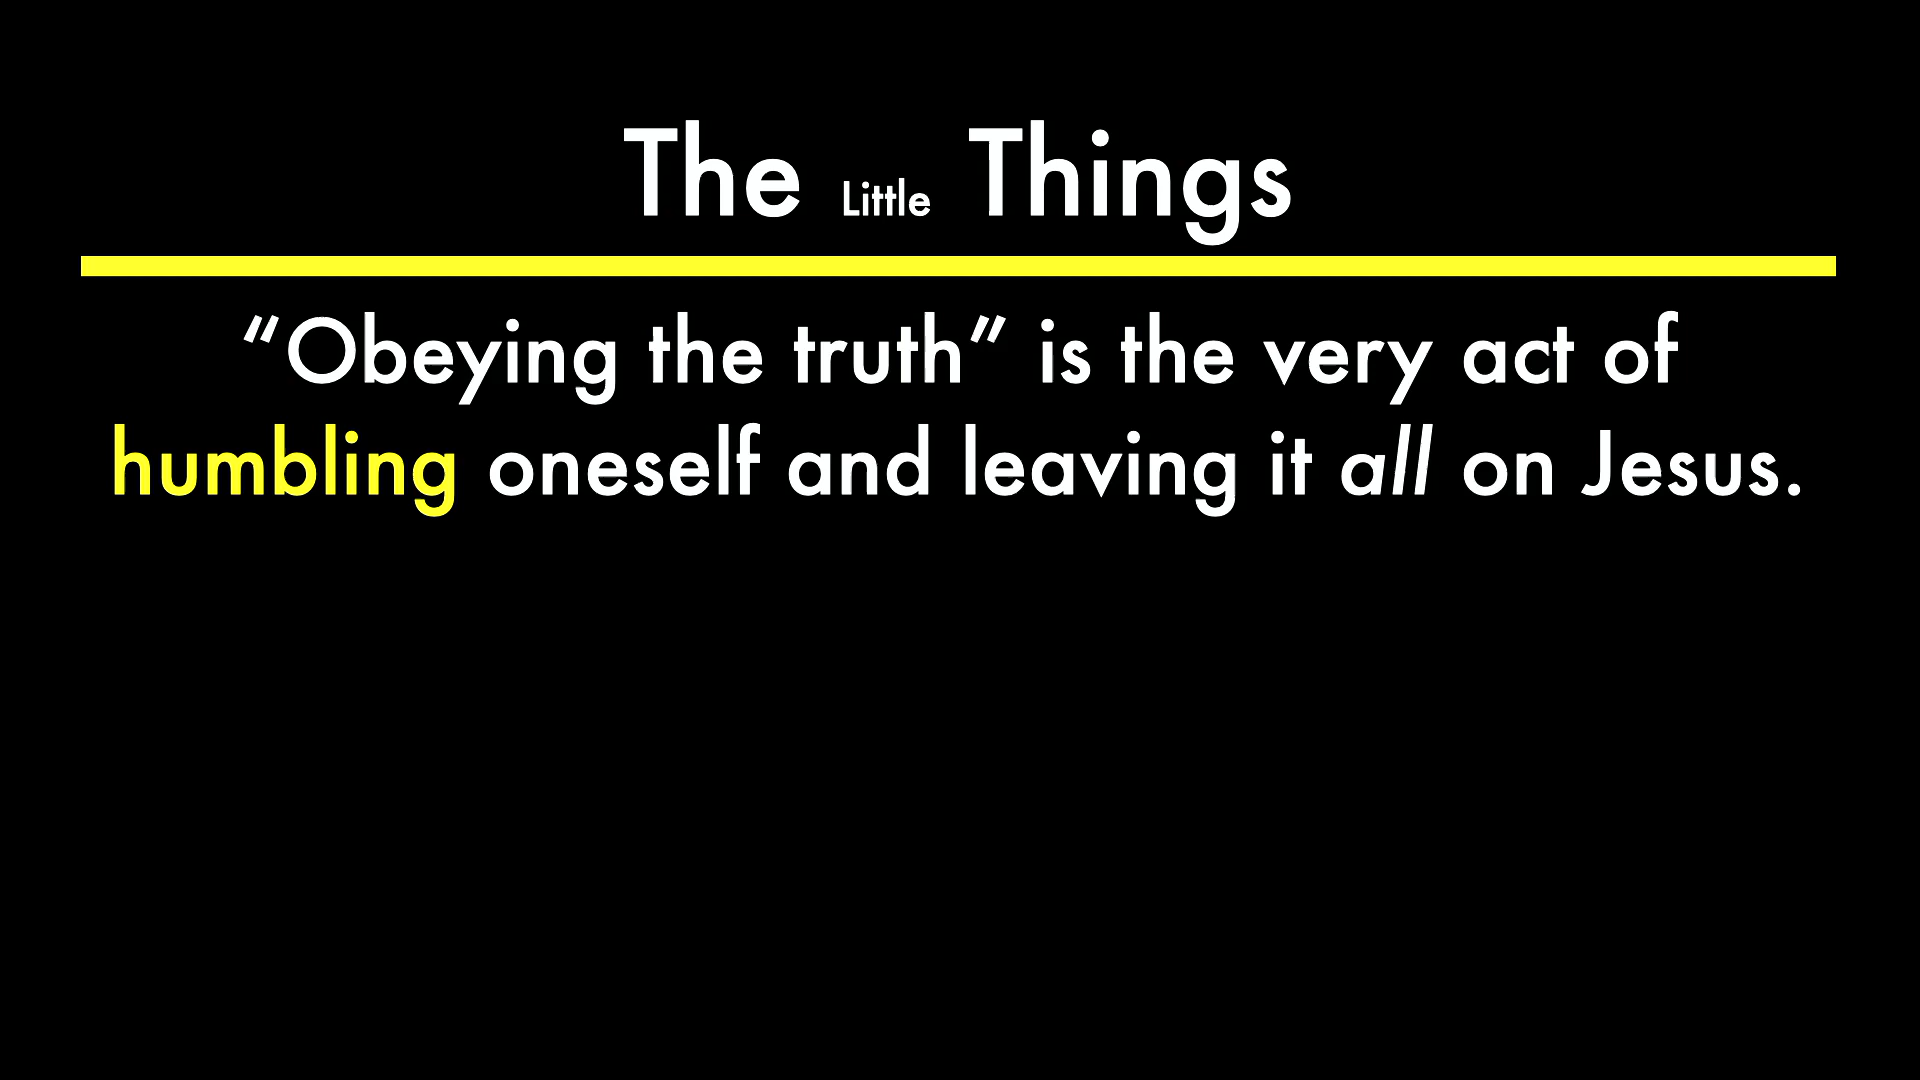 The Little Things
“Obeying the truth” is the very act of
humbling oneself and leaving it all on Jesus.